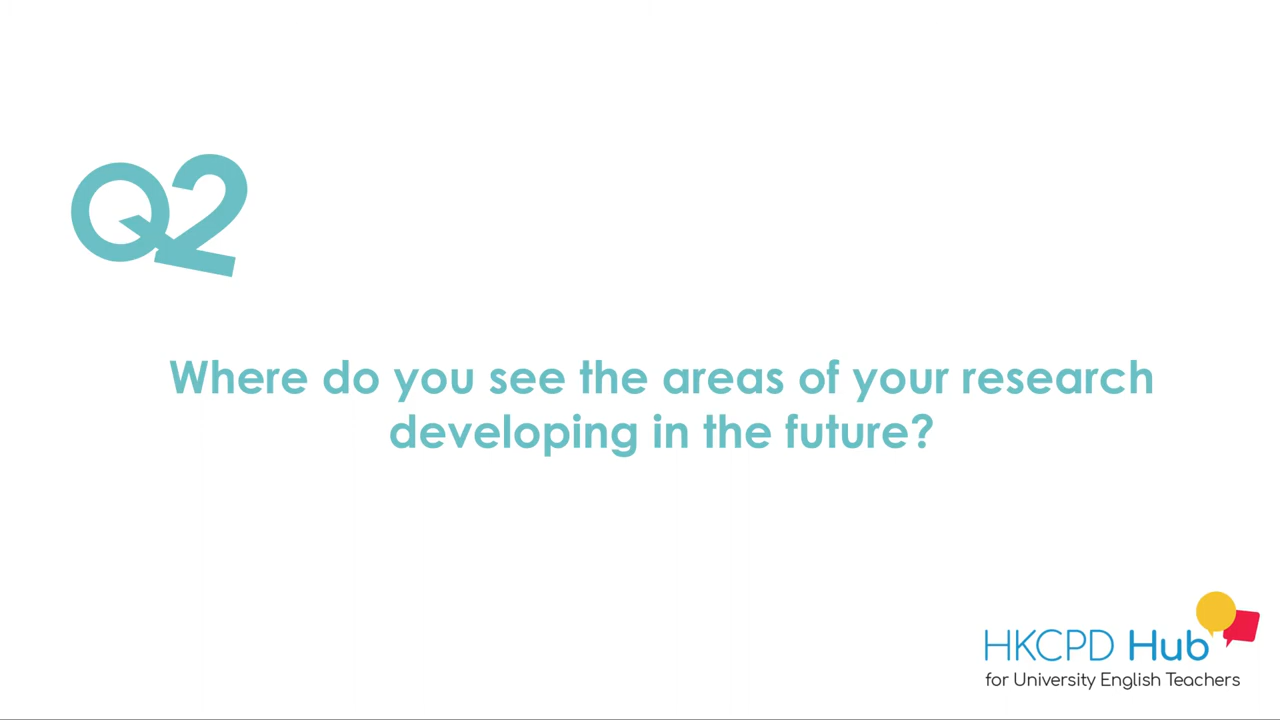 Q2
Where do you see the areas of your research
developing in the future?
HKCPD Hub
for University English Teachers